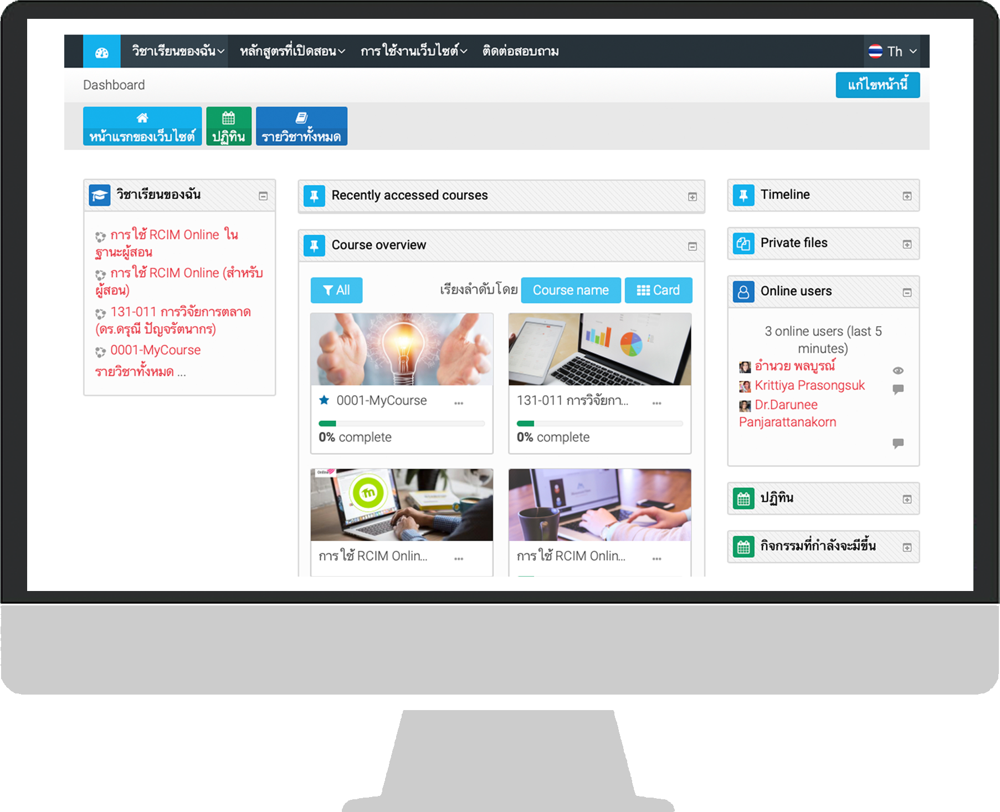 วิชาเรียนของฉัน
หลักสูตรที่เปิดสอน
การใช้งานเว็บไซต์
ติดต่อสอบถาม
Th
Dashboard
แก้ไขหน้านี้
หน้าแรกของเว็บไซต์
ปฏิทิน
รายวิชาทั้งหมด
วิชาเรียนของฉัน
การใช้ RCIM Online ใน
ฐานะผู้สอน
การใช้ RCIM Online (สำหรับ
ผู้สอน)
131-011 การวิจัยการตลาด
(ดร.ดรุณี ปัญจรัตนากร)
0001-MyCourse
รายวิชาทั้งหมด ...
Recently accessed courses
Course overview
All
เรียงลำดับโดย
Course name
Card
0001-MyCourse
...
0% complete
131-011 การวิจัยกา...
...
0% complete
Online
การใช้ RCIM Onlin...
...
การใช้ RCIM Onlin...
...
Timeline
Private files
Online users
3 online users (last 5
minutes)
อำนวย พลบูรณ์
Krittiya Prasongsuk
Dr.Darunee
Panjarattanakorn
ปฏิทิน
กิจกรรมที่กำลังจะมีขึ้น